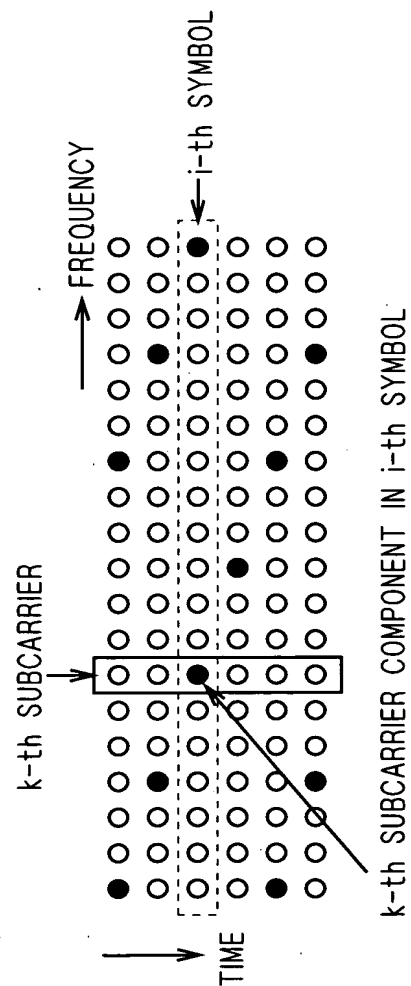 k-th SUBCARRIER
FREQUENCY
i-th SYMBOL
TIME
k-th SUBCARRIER COMPONENT IN i-th SYMBOL